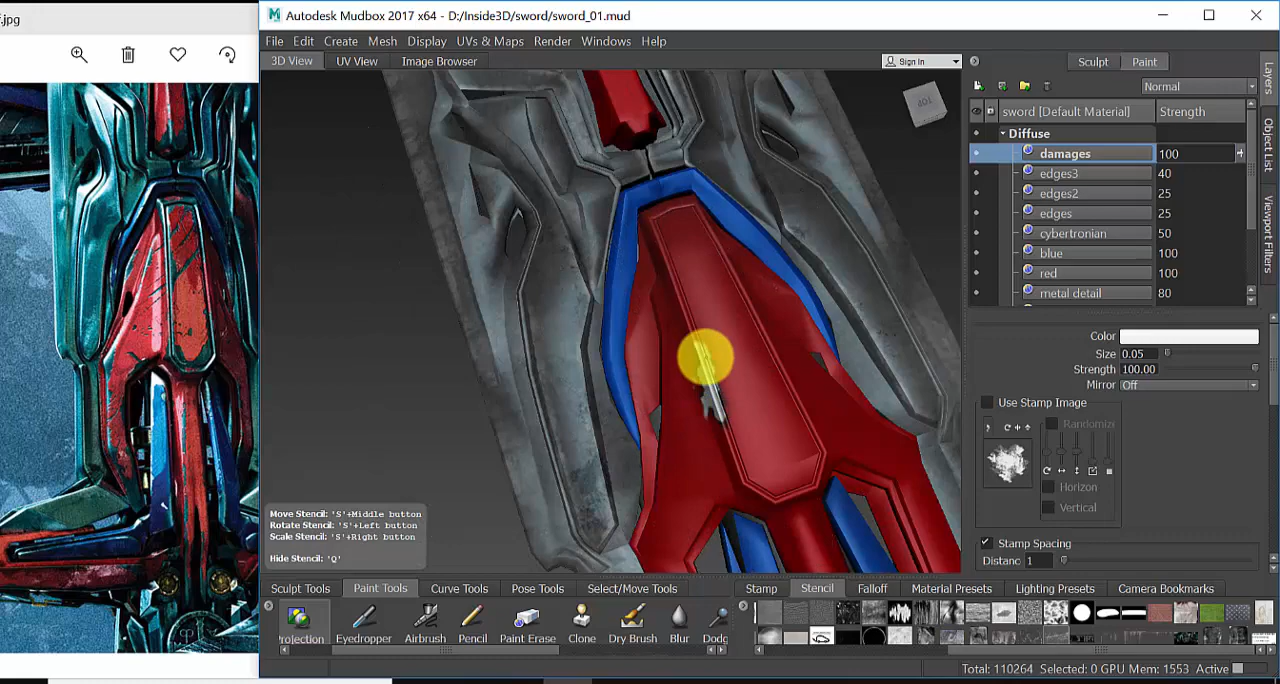 .jpg
Autodesk Mudbox 2017 x64 - D:/Inside3D/sword/sword_01.mud
File Edit Create Mesh Display UVs & Maps Render Windows Help
3D View UV View Image Browser
Sign In
Sculpt Paint
Normal
sword [Default Material] Strength
Diffuse
damages 100
edges3 40
edges2 25
edges 25
cybertronian 50
blue 100
red 100
metal detail 80
Layers
Object List
Viewport Filters
TOP
Color
Size 0.05
Strength 100.00
Mirror Off
Use Stamp Image
Randomize
Horizon
Vertical
Stamp Spacing
Distanc 1
Move Stencil: 'S'+Middle button
Rotate Stencil: 'S'+Left button
Scale Stencil: 'S'+Right button
Hide Stencil: 'Q'
Sculpt Tools Paint Tools Curve Tools Pose Tools Select/Move Tools
Stamp Stencil Falloff Material Presets Lighting Presets Camera Bookmarks
Projection Eyedropper Airbrush Pencil Paint Erase Clone Dry Brush Blur Dodg
Total: 110264 Selected: 0 GPU Mem: 1553 Active